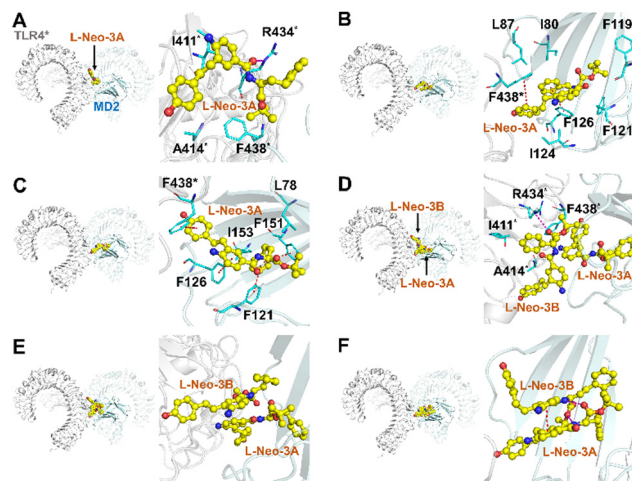 A
TLR4*
L-Neo-3A
MD2
I411^
R434*
L-Neo-3A
A414*
F438*
B
L87
I80
F119
F438*
L-Neo-3A
F126
F121
I124
C
F438*
L-Neo-3A
L78
F151
I153
F126
F121
D
L-Neo-3B
L-Neo-3A
R434^
F438*
I411^
A414
L-Neo-3A
L-Neo-3B
E
L-Neo-3B
L-Neo-3A
F
L-Neo-3B
L-Neo-3A